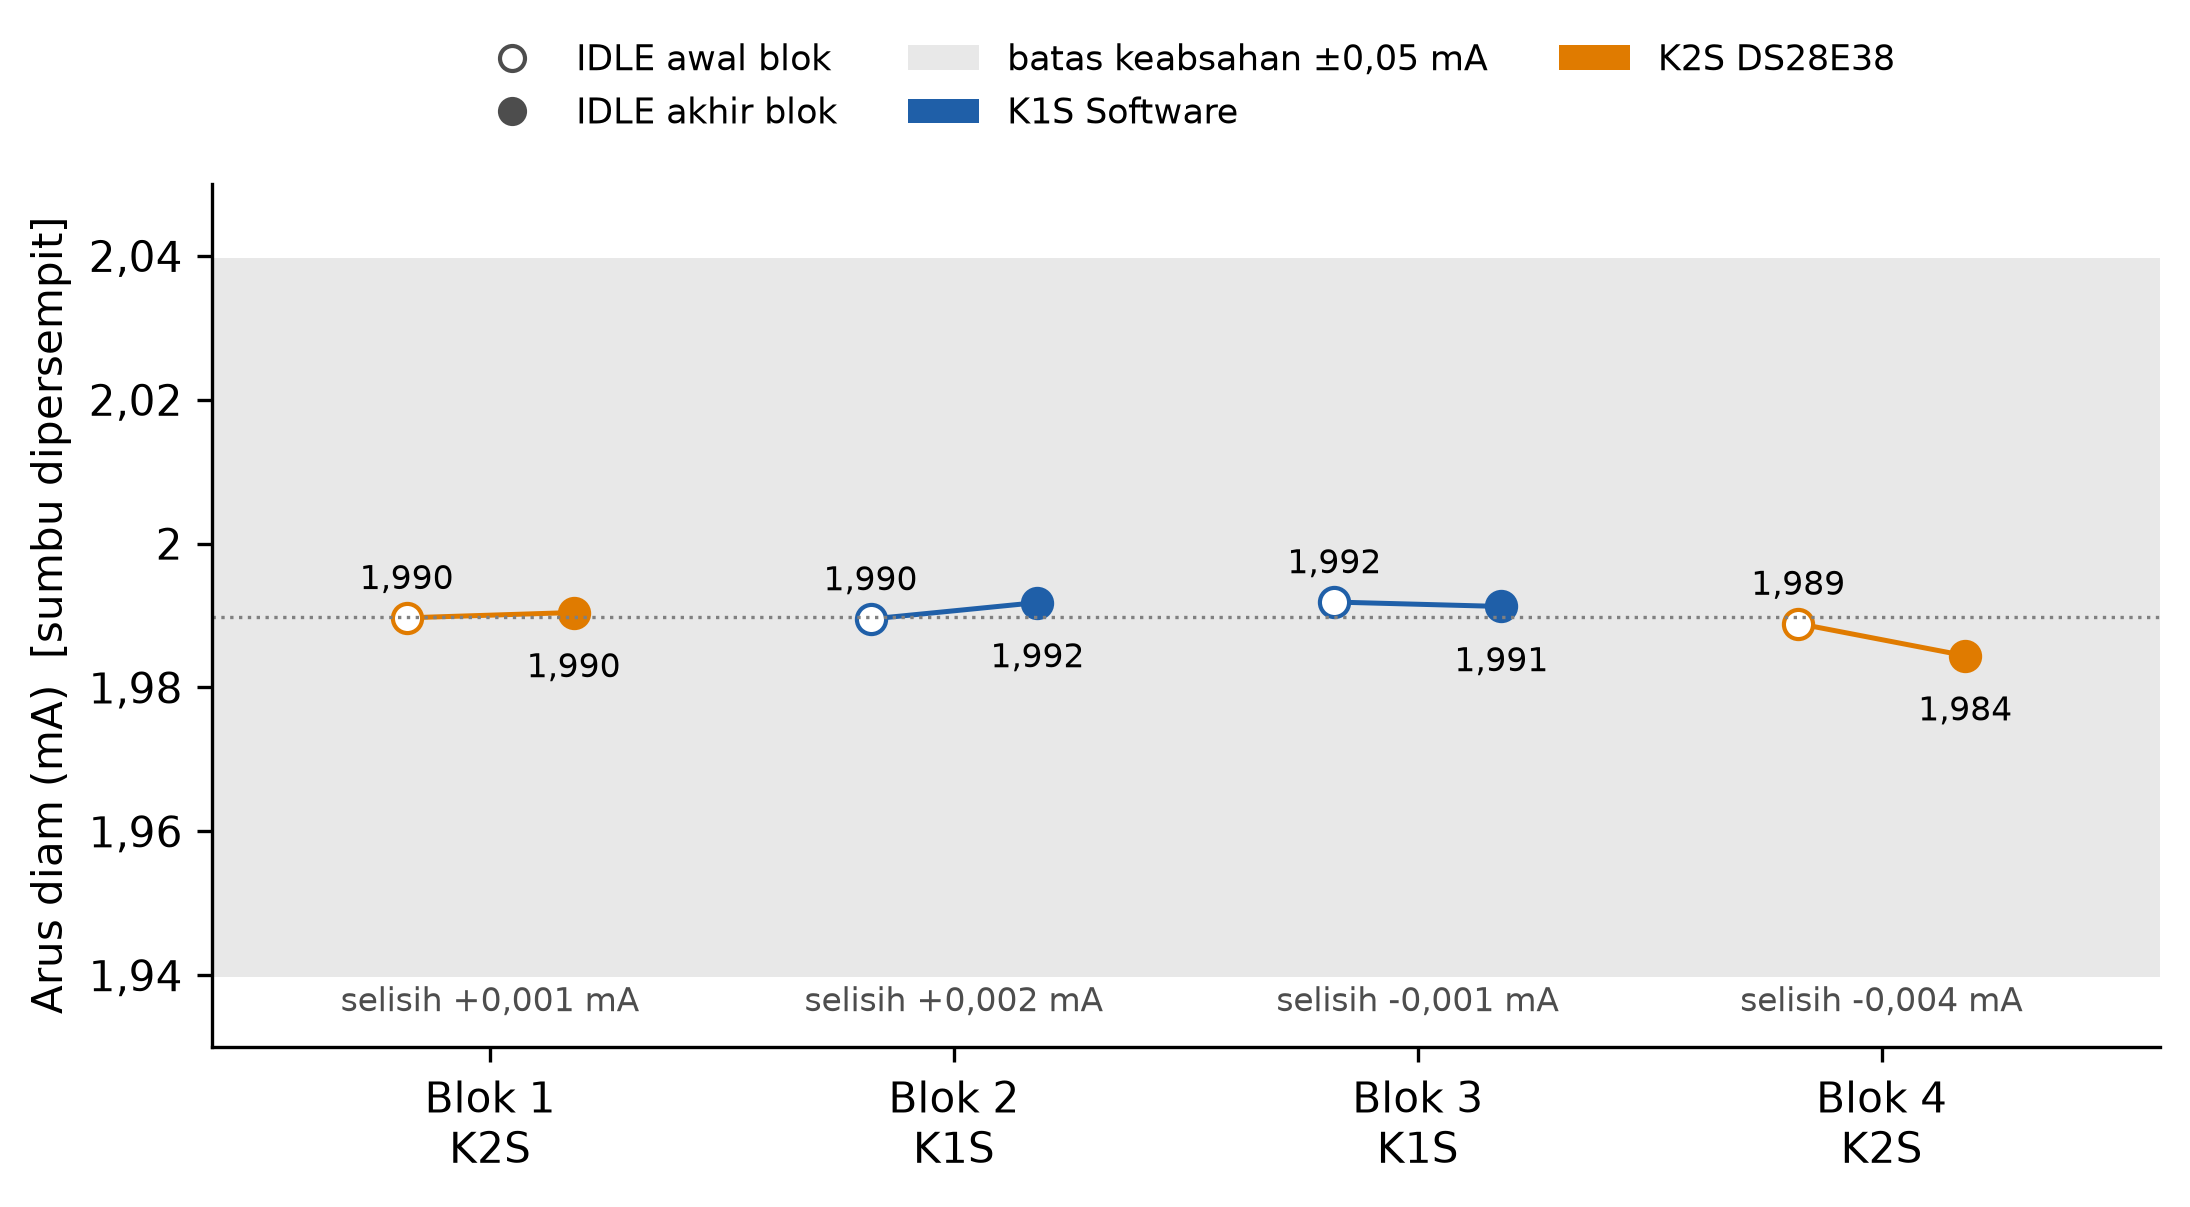 IDLE awal blok
IDLE akhir blok
batas keabsahan ±0,05 mA
K1S Software
K2S DS28E38
Arus diam (mA)  [sumbu dipersempit]
2,04
2,02
2
1,98
1,96
1,94
1,990
1,990
1,990
1,992
1,992
1,991
1,989
1,984
selisih +0,001 mA
selisih +0,002 mA
selisih -0,001 mA
selisih -0,004 mA
Blok 1
K2S
Blok 2
K1S
Blok 3
K1S
Blok 4
K2S